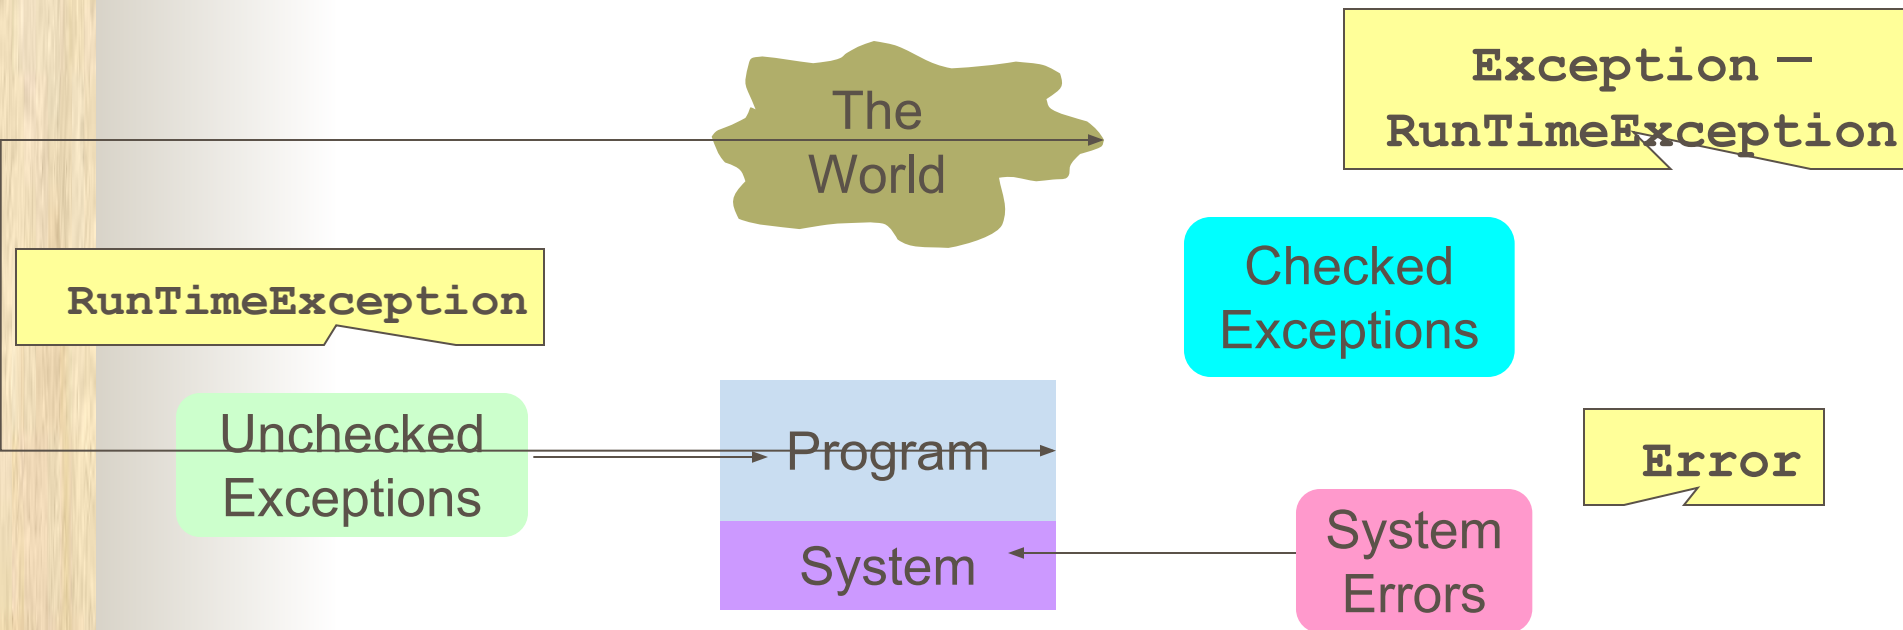 The
World
Exception –
RunTimeException
RunTimeException
Checked
Exceptions
Unchecked
Exceptions
Program
System
Error
System
Errors